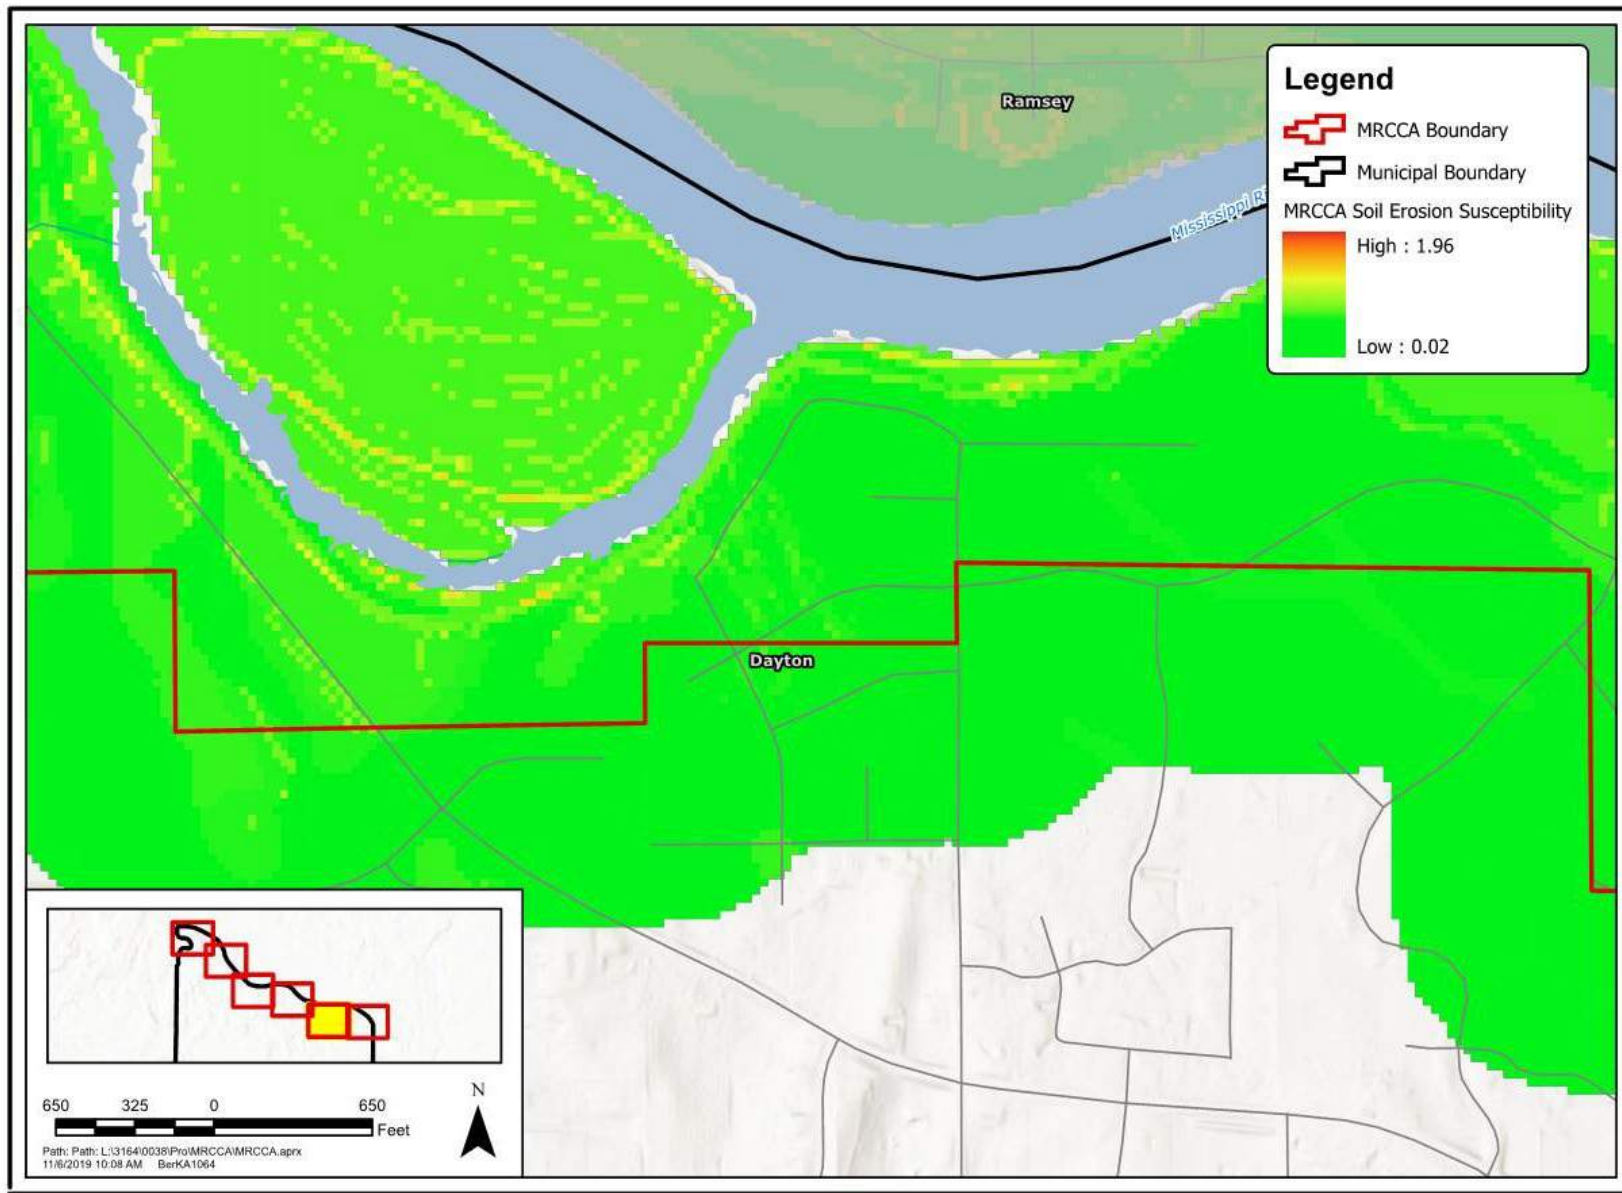 Ramsey
Legend
MRCCA Boundary
Municipal Boundary
MRCCA Soil Erosion Susceptibility
High : 1.96
Low : 0.02
Mississippi
Dayton
N
650 325 0 650
Feet
Path: Path: L:\3164\0038\Pro\MRCCA\MRCCA.aprx
11/6/2019 10:08 AM BerKA1064